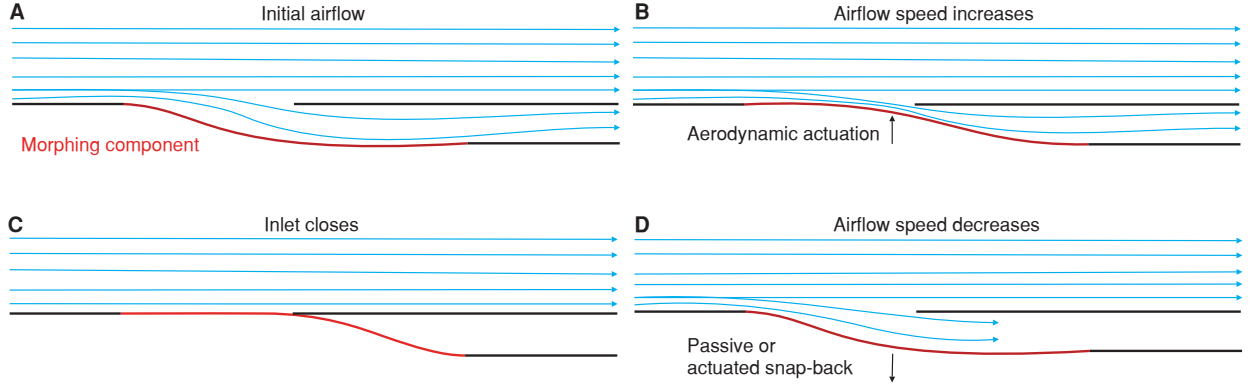 A
Initial airflow
Morphing component
B
Airflow speed increases
Aerodynamic actuation
C
Inlet closes
D
Airflow speed decreases
Passive or
actuated snap-back